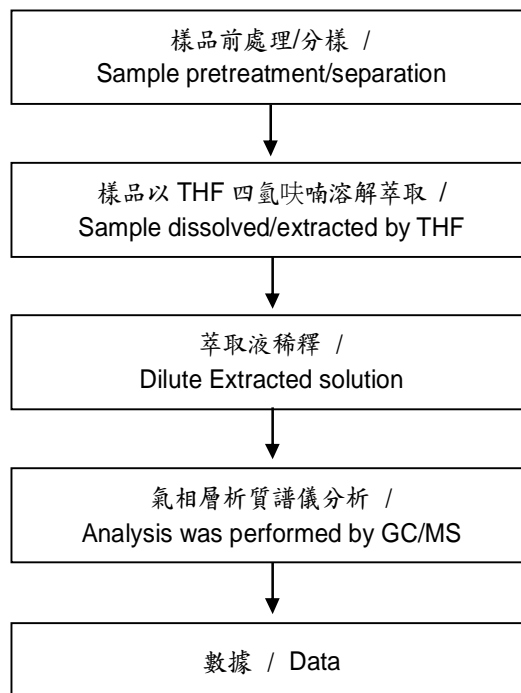 樣品前處理/分樣 /
Sample pretreatment/separation
樣品以 THF 四氫呋喃溶解萃取 /
Sample dissolved/extracted by THF
萃取液稀釋 /
Dilute Extracted solution
氣相層析質譜儀分析 /
Analysis was performed by GC/MS
數據 / Data